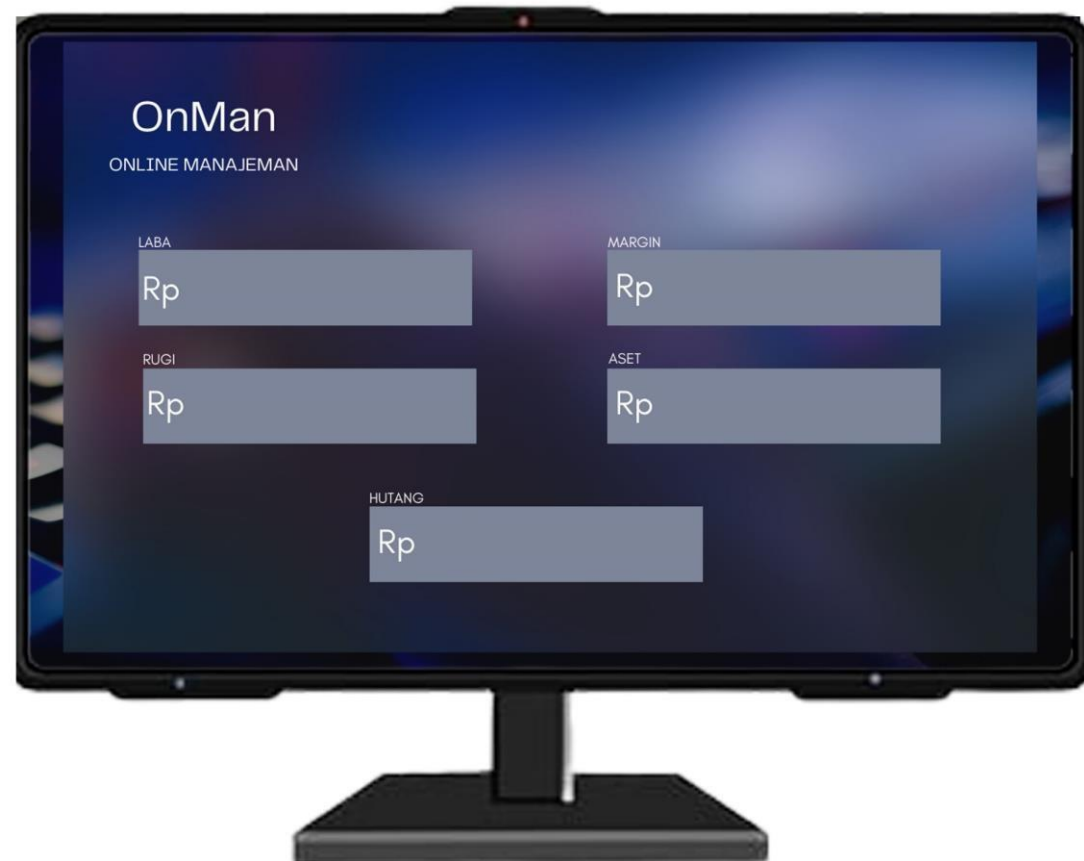 OnMan
ONLINE MANAJEMAN
LABA
Rp
MARGIN
Rp
RUGI
Rp
ASET
Rp
HUTANG
Rp